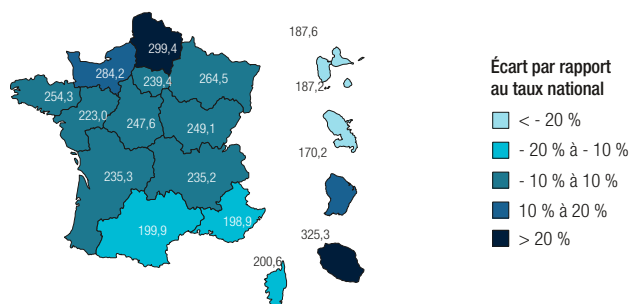 187,6
299,4
284,2
239,4
264,5
187,2
254,3
223,0
247,6
249,1
170,2
235,3
235,2
199,9
198,9
325,3
200,6
Écart par rapport
au taux national
< - 20 %
- 20 % à - 10 %
- 10 % à 10 %
10 % à 20 %
> 20 %